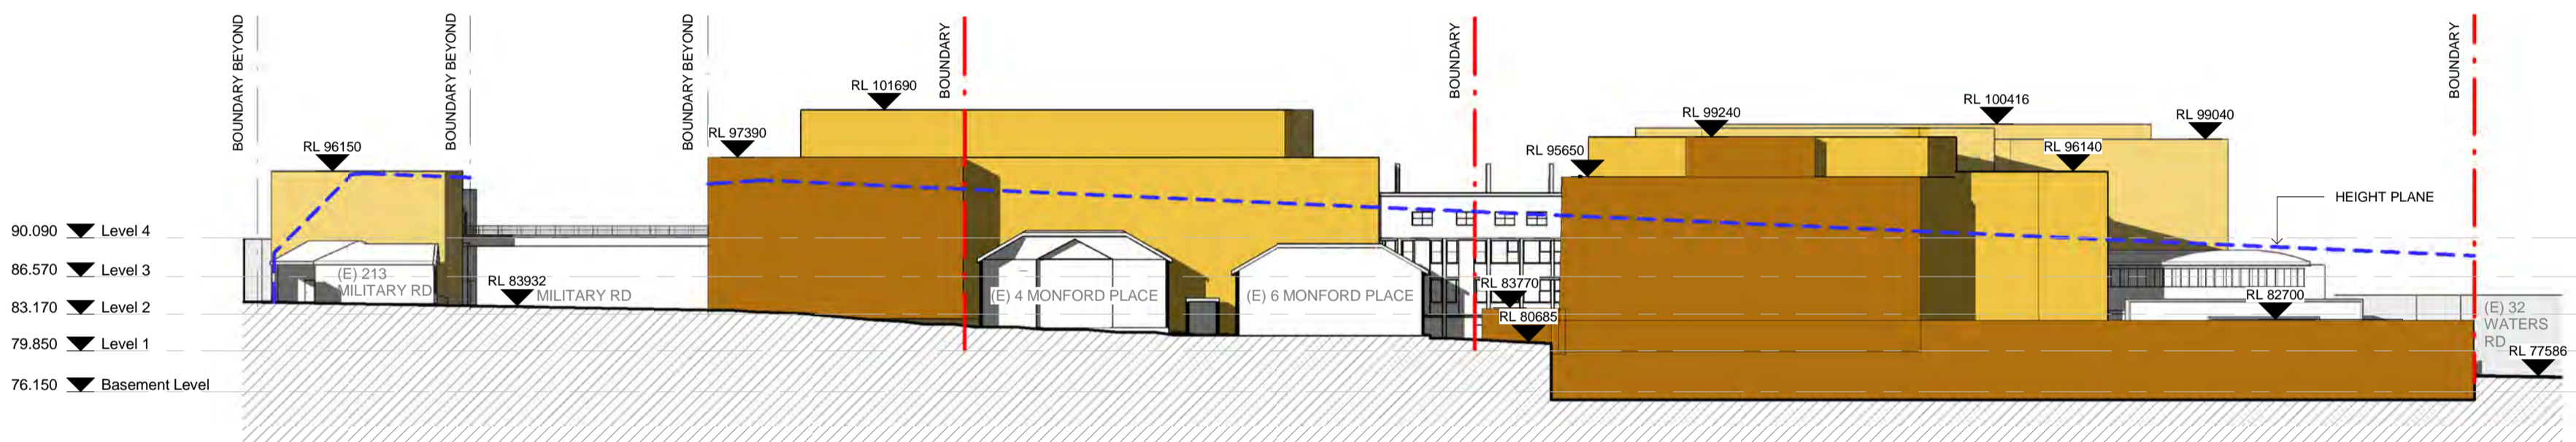 BOUNDARY BEYOND
BOUNDARY BEYOND
BOUNDARY BEYOND
BOUNDARY
BOUNDARY
BOUNDARY
RL 101690
RL 100416
RL 99240
RL 99040
RL 97390
RL 96150
RL 95650
RL 96140
HEIGHT PLANE
90.090 Level 4
86.570 Level 3
83.170 Level 2
79.850 Level 1
76.150 Basement Level
(E) 213
MILITARY RD
RL 83932
MILITARY RD
(E) 4 MONFORD PLACE
(E) 6 MONFORD PLACE
RL 83770
RL 80685
RL 82700
(E) 32
WATERS
RD
RL 77586